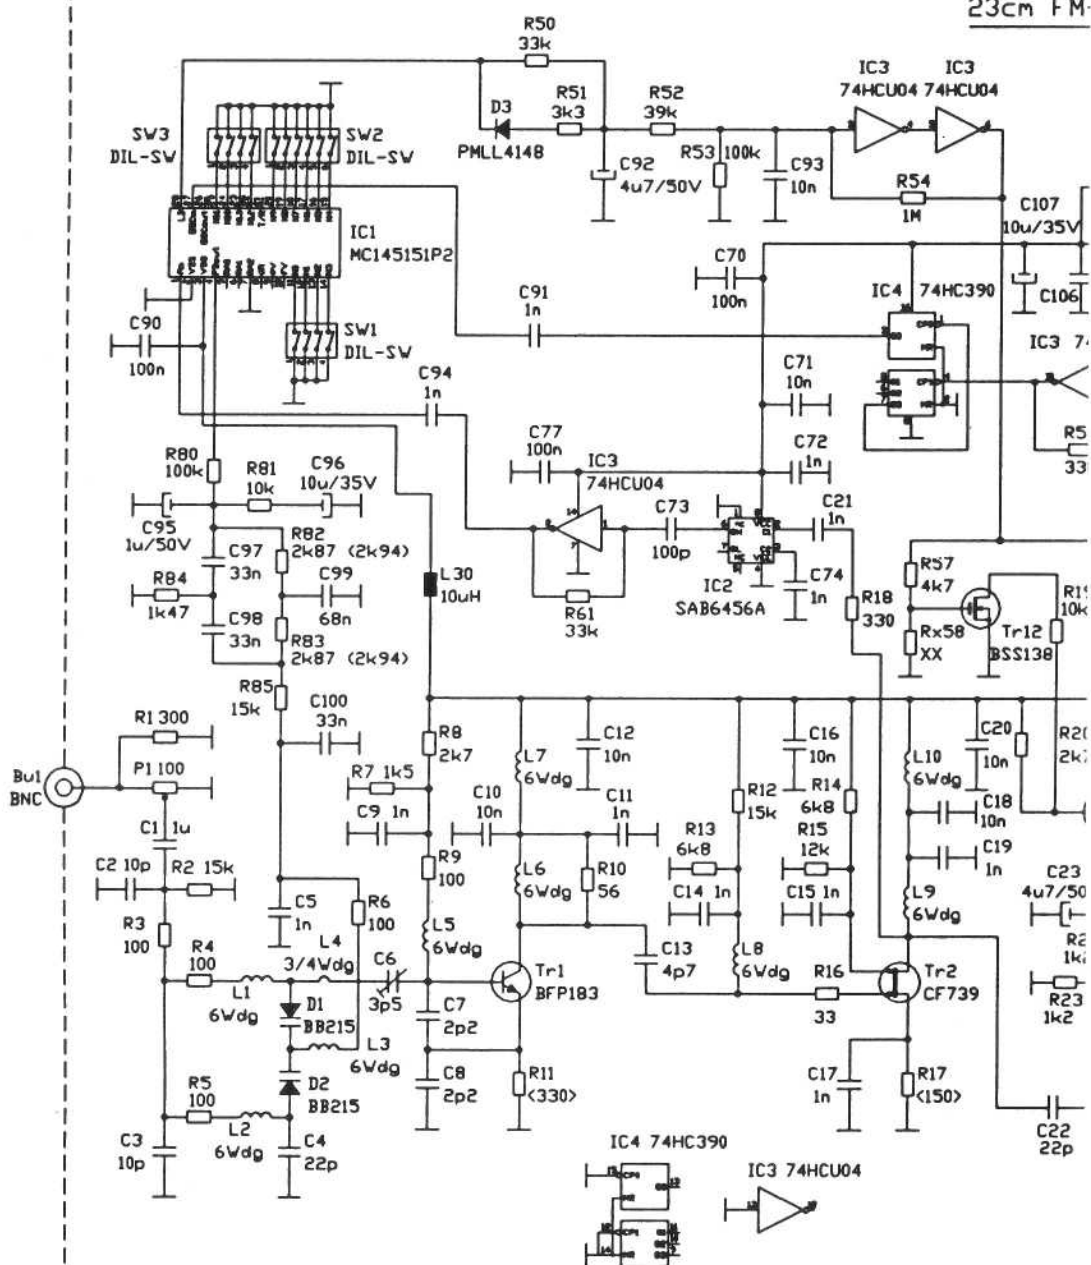 23cm FM-
R50
33k
IC3
74HCU04
IC3
74HCU04
D3
PMLL4148
R51
3k3
R52
39k
SW3
DIL-SW
SW2
DIL-SW
C92
4u7/50V
R53
100k
C93
10n
R54
1M
C107
10u/35V
IC1
MC145151P2
C70
100n
C106
IC4
74HC390
C91
1n
C90
100n
SW1
DIL-SW
IC3
C94
1n
C71
10n
C77
100n
IC3
74HCU04
C72
1n
R80
100k
R81
10k
C96
10u/35V
C73
100p
C21
1n
C95
1u/50V
R82
2k87 (2k94)
C97
33n
C99
68n
R84
1k47
C98
33n
R83
2k87 (2k94)
L30
10uH
R61
33k
IC2
SAB6456A
C74
1n
R18
330
R57
4k7
Rx58
XX
Tr12
BSS138
10k
R85
15k
C100
33n
R1 300
P1 100
Bu1
BNC
R8
2k7
L7
6Wdg
C12
10n
C16
10n
L10
6Wdg
C20
10n
R20
2k7
R7 1k5
C10
10n
C11
1n
R12
15k
R14
6k8
C18
10n
C1 1u
C9 1n
R13
6k8
R15
12k
C19
1n
C2 10p
R2 15k
R9
100
L6
6Wdg
R10
56
C14 1n
C15 1n
L9
6Wdg
C23
4u7/50
R3
100
C5
1n
R6
100
L5
6Wdg
R4
100
L4
3/4Wdg
C6
3p5
Tr1
BFP183
C13
4p7
L8
6Wdg
R16
33
Tr2
CF739
R23
1k2
L1
6Wdg
D1
BB215
L3
6Wdg
C7
2p2
R5
100
D2
BB215
C8
2p2
R11
<330>
C17
1n
R17
<150>
L2
6Wdg
C3
10p
C4
22p
C22
22p
IC4 74HC390
IC3 74HCU04